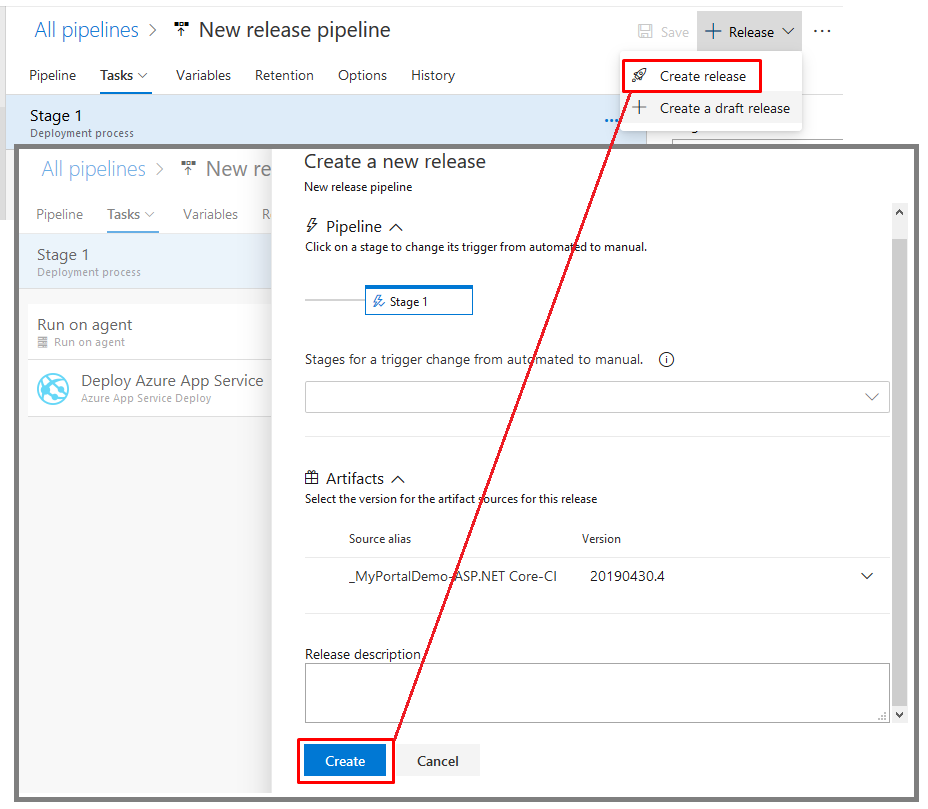 All pipelines > New release pipeline
Save + Release ...
Pipeline Tasks Variables Retention Options History
Create release
+ Create a draft release
Stage 1
Deployment process
...
All pipelines > New re
Pipeline Tasks Variables R
Stage 1
Deployment process
Run on agent
Run on agent
Deploy Azure App Service
Azure App Service Deploy
Create a new release
New release pipeline
Pipeline
Click on a stage to change its trigger from automated to manual.
Stage 1
Stages for a trigger change from automated to manual.
Artifacts
Select the version for the artifact sources for this release
Source alias Version
_MyPortalDemo-ASP.NET Core-CI 20190430.4
Release description
Create Cancel